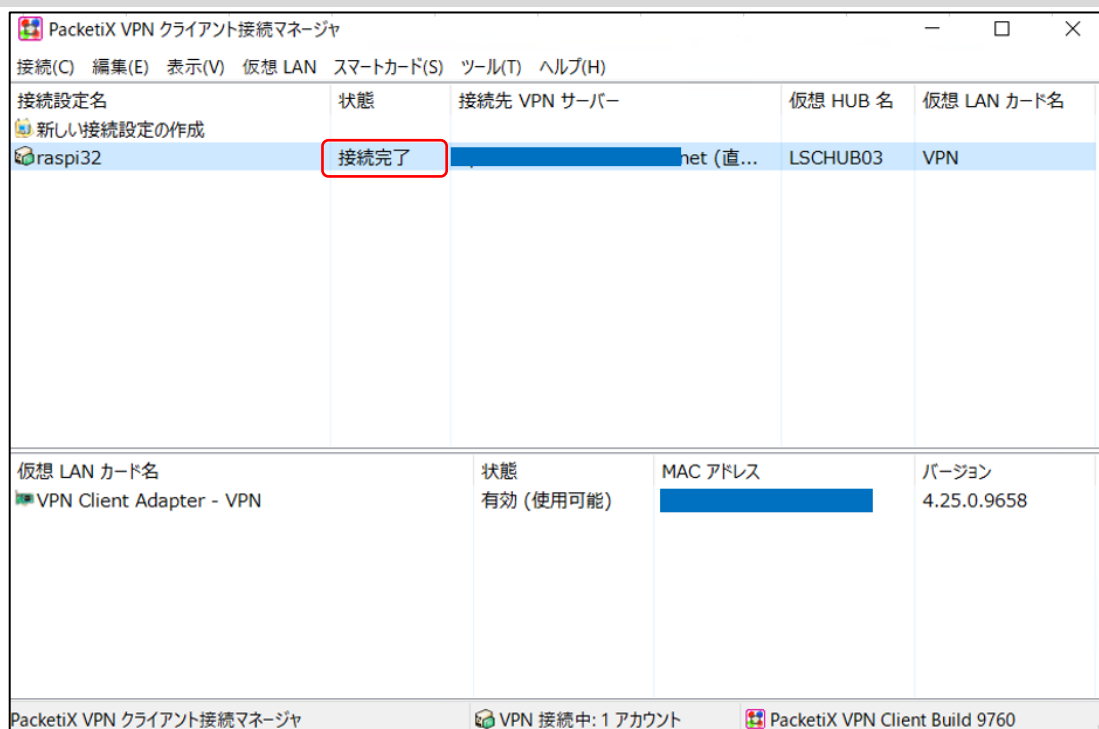 PacketiX VPN クライアント接続マネージャ
接続(C) 編集(E) 表示(V) 仮想 LAN スマートカード(S) ツール(T) ヘルプ(H)
接続設定名 状態 接続先 VPN サーバー 仮想 HUB 名 仮想 LAN カード名
新しい接続設定の作成
raspi32 接続完了 net (直... LSCHUB03 VPN
仮想 LAN カード名 状態 MAC アドレス バージョン
VPN Client Adapter - VPN 有効 (使用可能) 4.25.0.9658
PacketiX VPN クライアント接続マネージャ VPN 接続中: 1 アカウント PacketiX VPN Client Build 9760